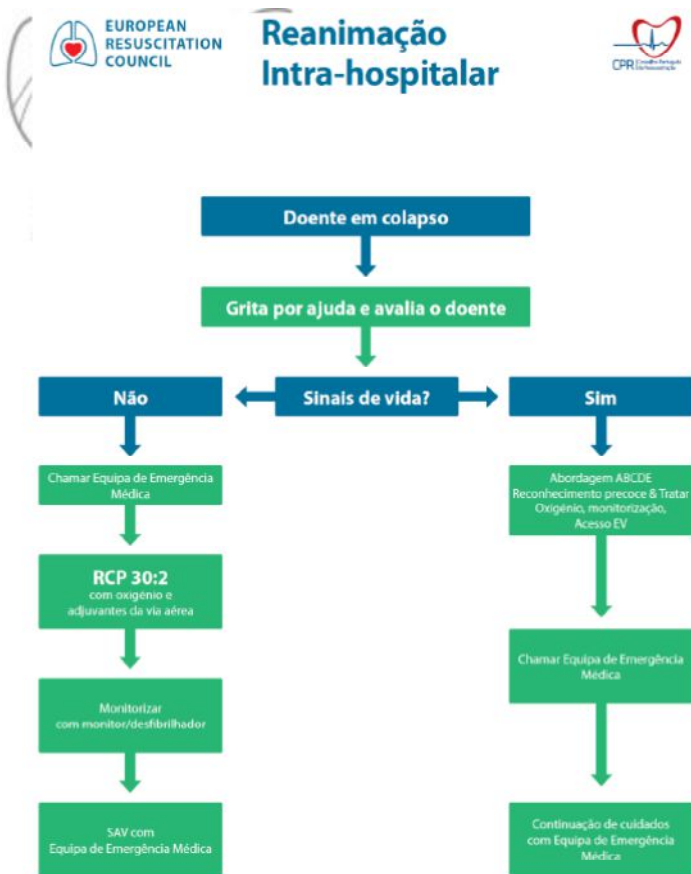 EUROPEAN
RESUSCITATION
COUNCIL
Reanimação
Intra-hospitalar
CPR
Doente em colapso
Grita por ajuda e avalia o doente
Não
Sinais de vida?
Sim
Chamar Equipa de Emergência
Médica
RCP 30:2
com oxigénio e
adjuvantes da via aérea
Monitorizar
com monitor/desfibrilhador
SAV com
Equipa de Emergência Médica
Abordagem ABCDE
Reconhecimento precoce & Tratar
Oxigénio, monitorização,
Acesso EV
Chamar Equipa de Emergência
Médica
Continuação de cuidados
com Equipa de Emergência
Médica